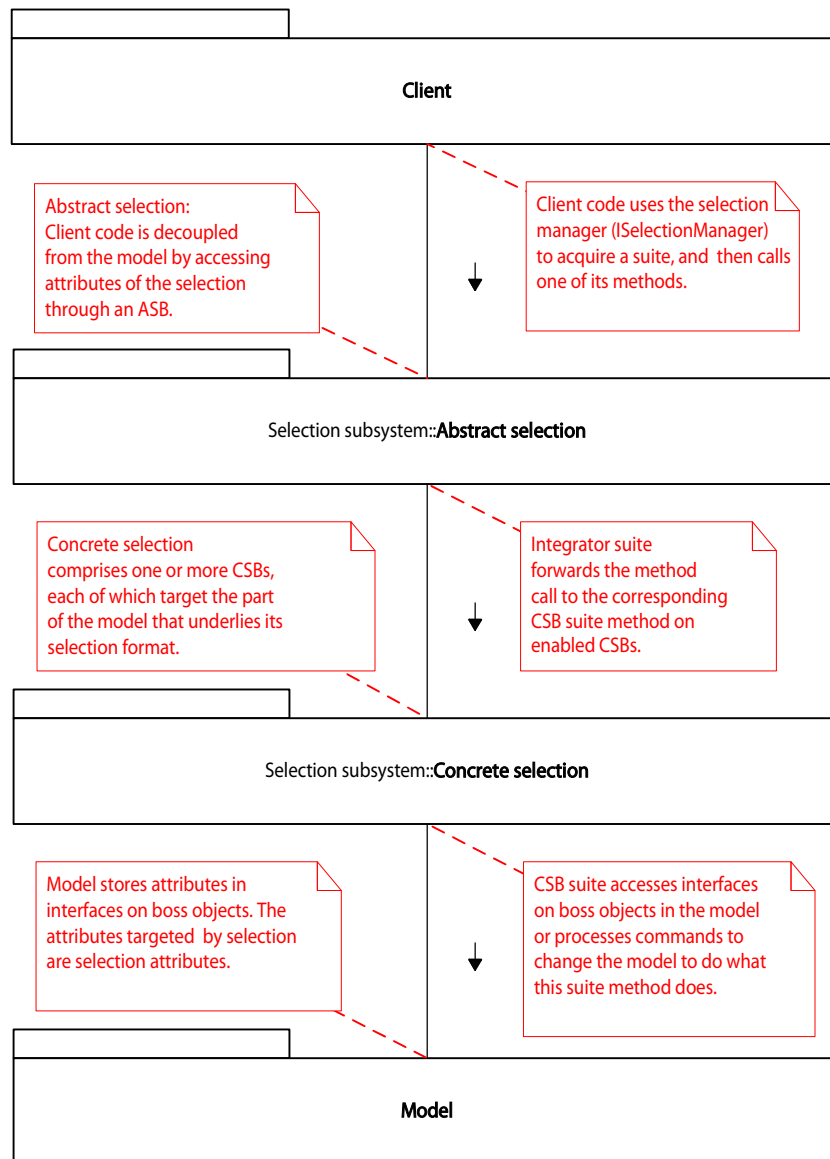 Client
Abstract selection:
Client code is decoupled
from the model by accessing
attributes of the selection
through an ASB.
Client code uses the selection
manager (ISelectionManager)
to acquire a suite, and then calls
one of its methods.
Selection subsystem::Abstract selection
Concrete selection
comprises one or more CSBs,
each of which target the part
of the model that underlies its
selection format.
Integrator suite
forwards the method
call to the corresponding
CSB suite method on
enabled CSBs.
Selection subsystem::Concrete selection
Model stores attributes in
interfaces on boss objects. The
attributes targeted by selection
are selection attributes.
CSB suite accesses interfaces
on boss objects in the model
or processes commands to
change the model to do what
this suite method does.
Model